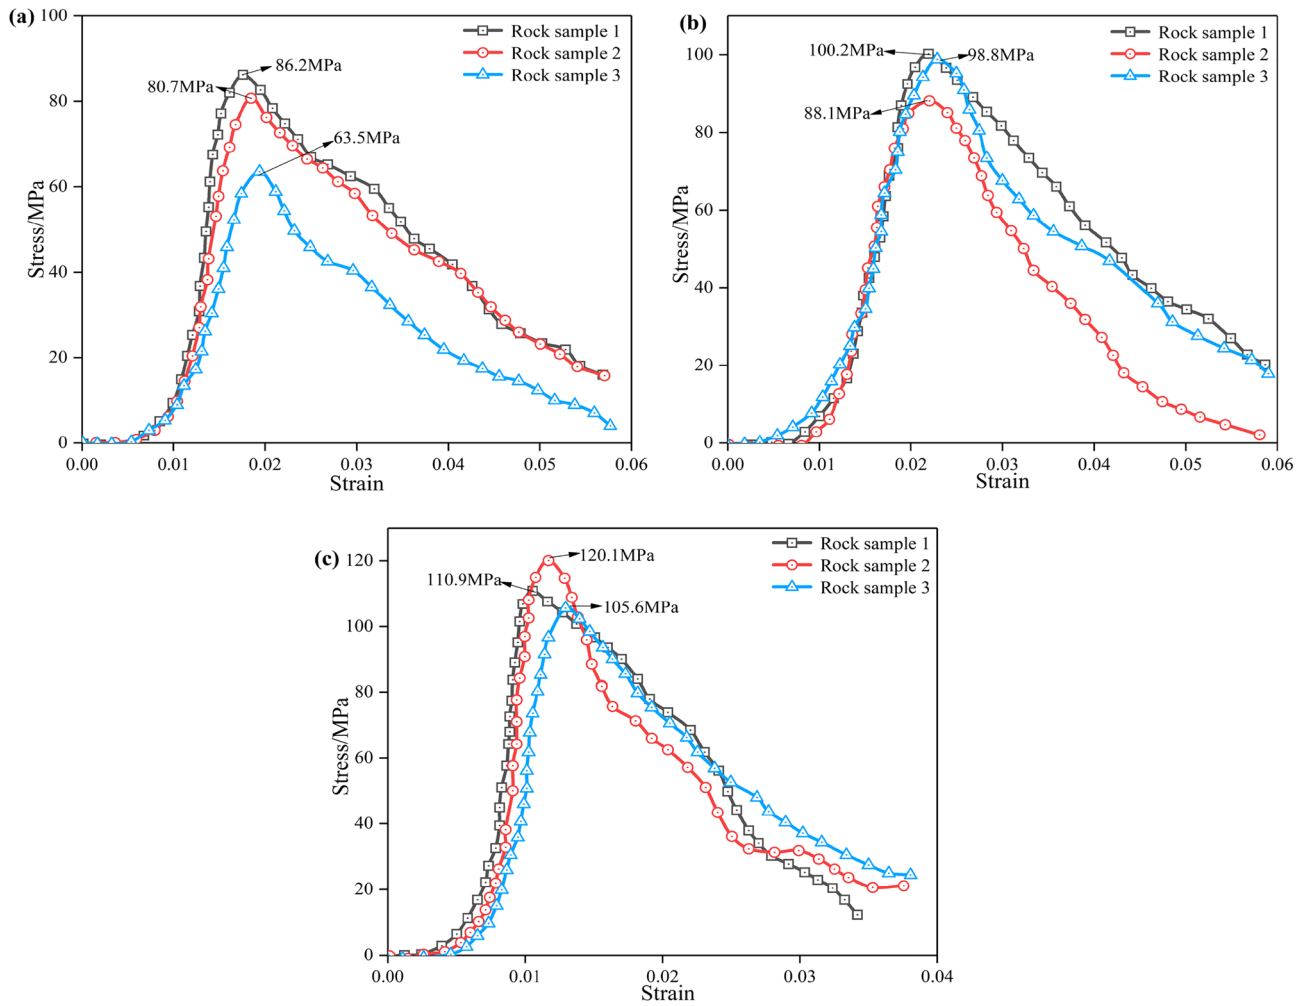 (a)
100
80
60
40
20
0
Stress/MPa
0.00 0.01 0.02 0.03 0.04 0.05 0.06
Strain
Rock sample 1
Rock sample 2
Rock sample 3
86.2MPa
80.7MPa
63.5MPa
(b)
100
80
60
40
20
0
Stress/MPa
0.00 0.01 0.02 0.03 0.04 0.05 0.06
Strain
Rock sample 1
Rock sample 2
Rock sample 3
100.2MPa
98.8MPa
88.1MPa
(c)
120
100
80
60
40
20
0
Stress/MPa
0.00 0.01 0.02 0.03 0.04
Strain
Rock sample 1
Rock sample 2
Rock sample 3
120.1MPa
110.9MPa
105.6MPa